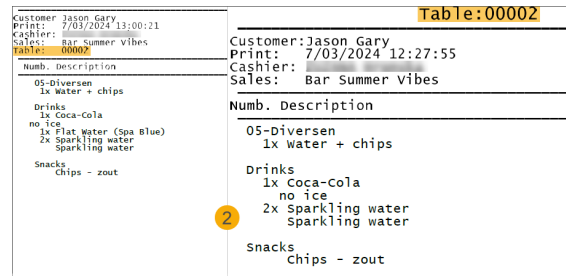 Customer Jason Gary
Print: 7/03/2024 13:00:21
Cashier:
Sales: Bar Summer Vibes
Table: 00002
Numb. Description
05-Diversen
1x Water + chips
Drinks
1x Coca-Cola
no ice
1x Flat Water (Spa Blue)
2x Sparkling water
Sparkling water
Snacks
Chips - zout
Table:00002
Customer:Jason Gary
Print: 7/03/2024 12:27:55
Cashier:
Sales: Bar Summer Vibes
Numb. Description
05-Diversen
1x Water + chips
Drinks
1x Coca-Cola
no ice
2x Sparkling water
Sparkling water
2
Snacks
Chips - zout